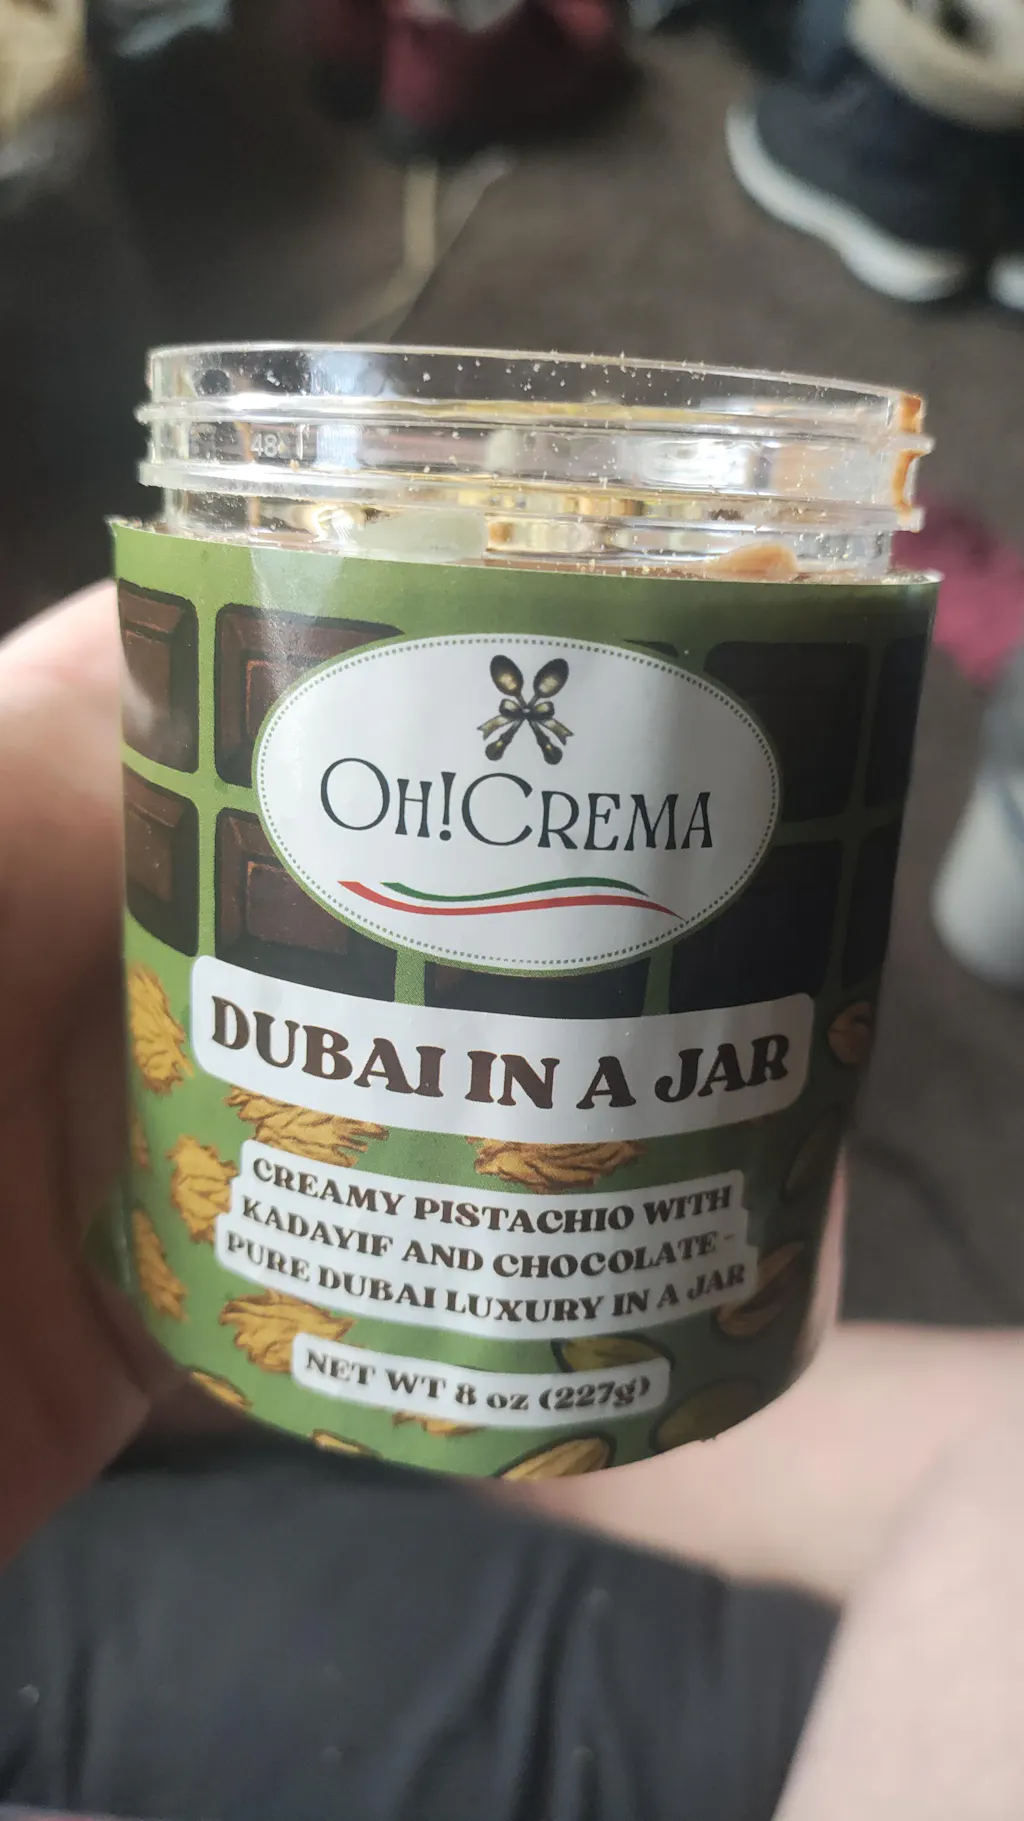 48
OH!CREMA
DUBAI IN A JAR
CREAMY PISTACHIO WITH
KADAYIF AND CHOCOLATE -
PURE DUBAI LUXURY IN A JAR
NET WT 8 oz (227g)